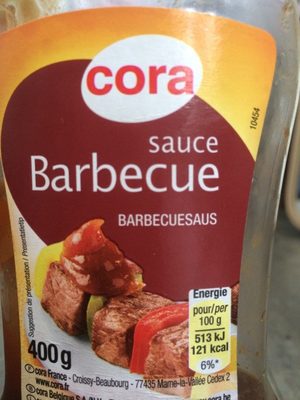 cora
10454
sauce
Barbecue
BARBECUESAUS
Suggestion de présentation / Presentatietip
Energie
pour/per
100 g
513 kJ
121 kcal
6%*
400g
cora France - Croissy-Beaubourg - 77435 Marne-la-Vallée Cedex 2
www.cora.fr
cora Belgique S.A.